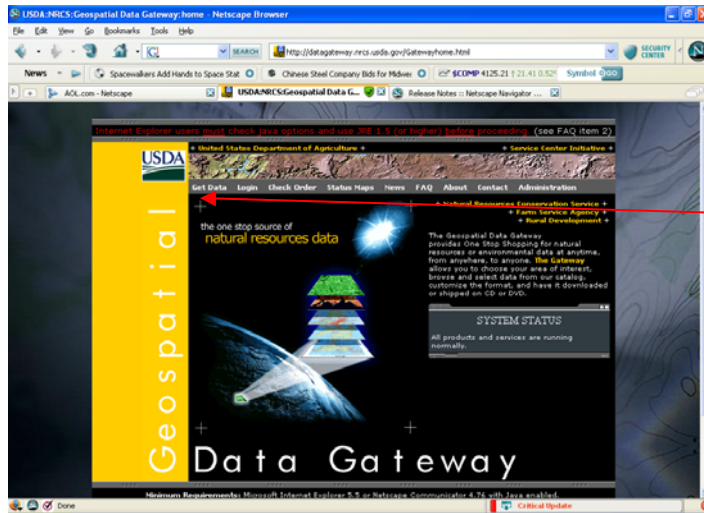 USDA:NRCS:Geospatial Data Gateway:home - Netscape Browser
File Edit View Go Bookmarks Tools Help
SEARCH http://datagateway.nrcs.usda.gov/Gatewayhome.html SECURITY CENTER
News Spacewalkers Add Hands to Space Stat Chinese Steel Company Bids for Midwes $COMP 4125.21 21.41 0.52% Symbol GO
AOL.com - Netscape USDA:NRCS:Geospatial Data G... Release Notes :: Netscape Navigator ...
Internet Explorer users must check java options and use JRE 1.5 (or higher) before proceeding. (see FAQ item 2)
USDA
+ United States Department of Agriculture + + Service Center Initiative +
Get Data Login Check Order Status Maps News FAQ About Contact Administration
+ Natural Resources Conservation Service +
+ Farm Service Agency +
+ Rural Development +
the one stop source of
natural resources data
The Geospatial Data Gateway
provides One Stop Shopping for natural
resources or environmental data at anytime,
from anywhere, to anyone. The Gateway
allows you to choose your area of interest,
browse and select data from our catalog,
customize the format, and have it downloaded
or shipped on CD or DVD.
SYSTEM STATUS
All products and services are running
normally.
Geospatial
Data Gateway
Minimum Requirements: Microsoft Internet Explorer 5.5 or Netscape Communicator 4.76 with Java enabled.
Done Critical Update